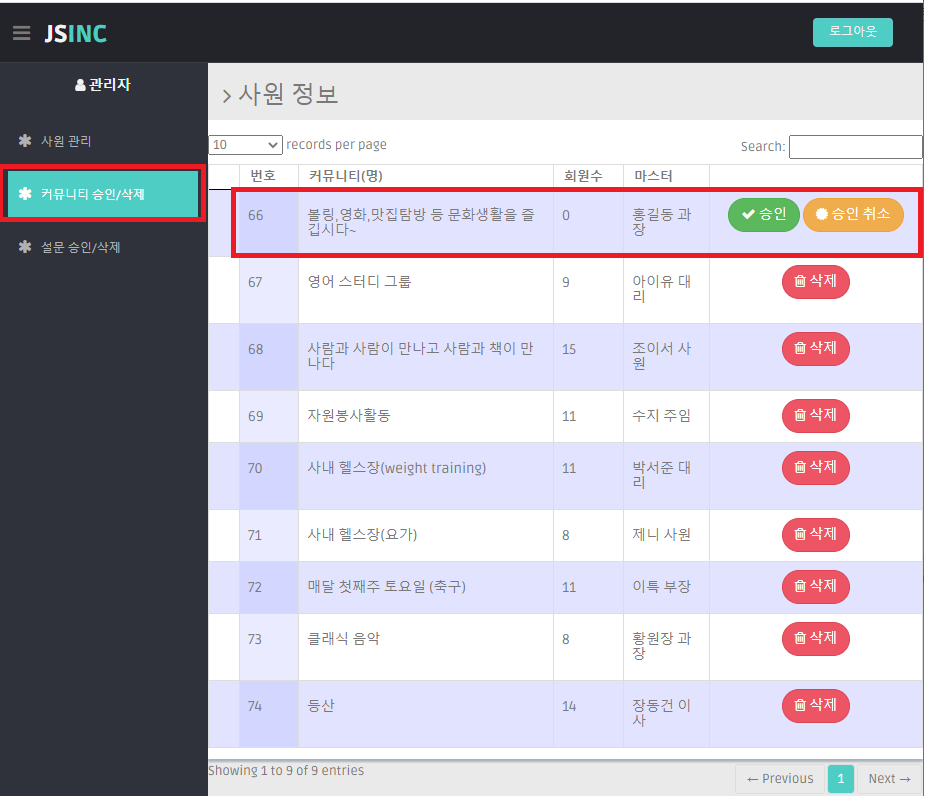 JSINC
로그아웃
관리자
사원 관리
커뮤니티 승인/삭제
설문 승인/삭제
> 사원 정보
10 records per page
Search:
번호 커뮤니티(명) 회원수 마스터
66 볼링,영화,맛집탐방 등 문화생활을 즐 0 홍길동 과 승인 승인 취소
깁시다~ 장
67 영어 스터디 그룹 9 아이유 대 삭제
리
68 사람과 사람이 만나고 사람과 책이 만 15 조이서 사 삭제
나다 원
69 자원봉사활동 11 수지 주임 삭제
70 사내 헬스장(weight training) 11 박서준 대 삭제
리
71 사내 헬스장(요가) 8 제니 사원 삭제
72 매달 첫째주 토요일 (축구) 11 이특 부장 삭제
73 클래식 음악 8 황원장 과 삭제
장
74 등산 14 장동건 이 삭제
사
Showing 1 to 9 of 9 entries
← Previous 1 Next →